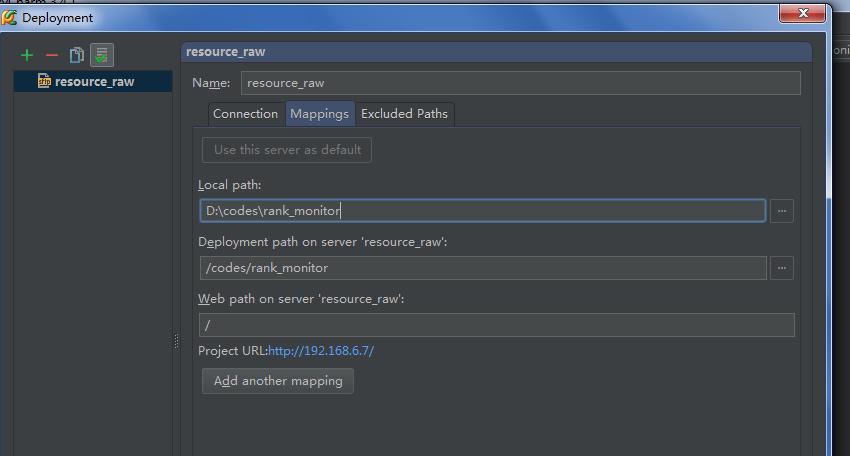 Deployment
resource_raw
sftp
resource_raw
Name: resource_raw
Connection Mappings Excluded Paths
Use this server as default
Local path:
D:\codes\rank_monitor
...
Deployment path on server 'resource_raw':
/codes/rank_monitor
...
Web path on server 'resource_raw':
/
Project URL:http://192.168.6.7/
Add another mapping